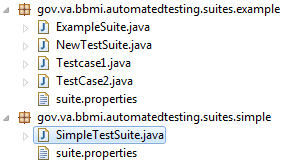 gov.va.bbmi.automatedtesting.suites.example
ExampleSuite.java
NewTestSuite.java
Testcase1.java
TestCase2.java
suite.properties
gov.va.bbmi.automatedtesting.suites.simple
SimpleTestSuite.java
suite.properties